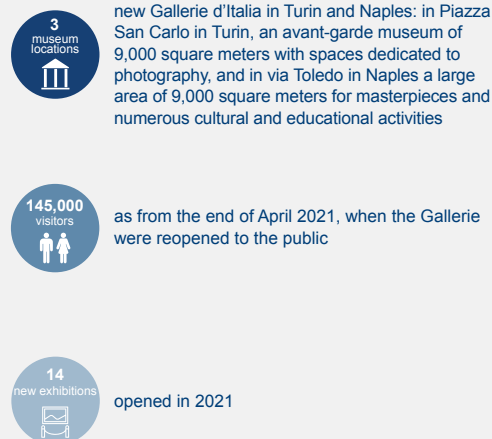 3
museum
locations
new Gallerie d’Italia in Turin and Naples: in Piazza
San Carlo in Turin, an avant-garde museum of
9,000 square meters with spaces dedicated to
photography, and in via Toledo in Naples a large
area of 9,000 square meters for masterpieces and
numerous cultural and educational activities
145,000
visitors
as from the end of April 2021, when the Gallerie
were reopened to the public
14
new exhibitions
opened in 2021